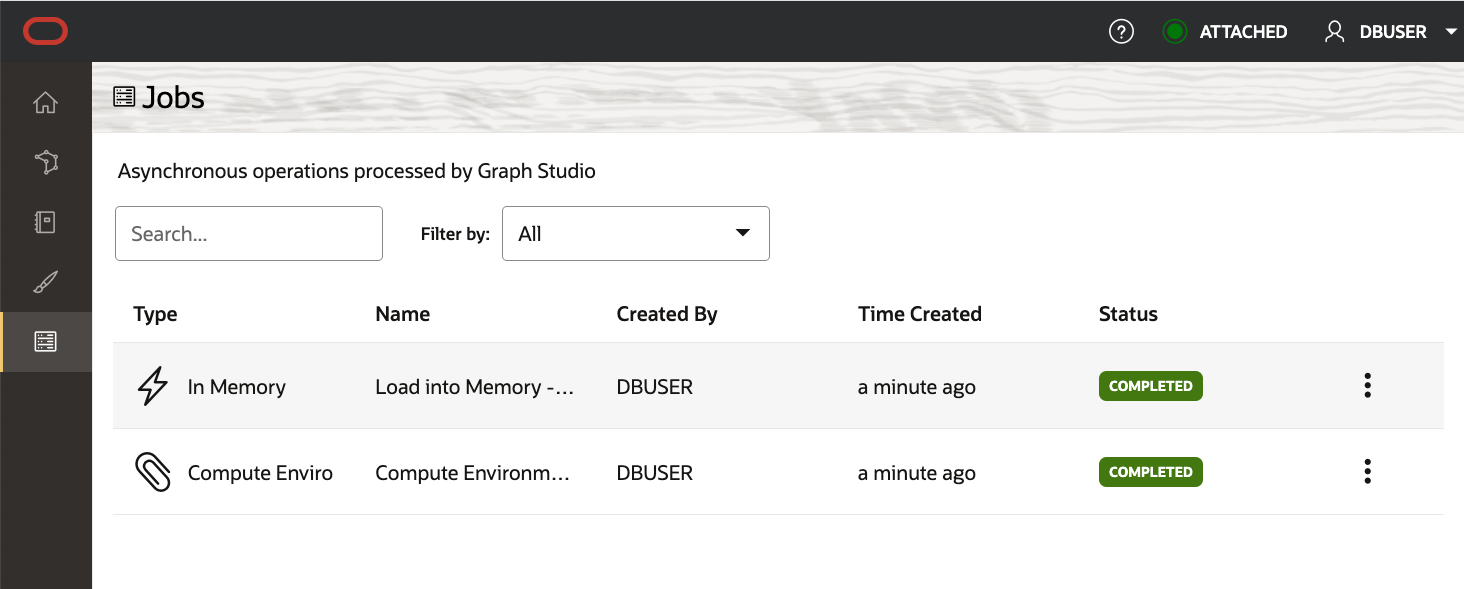 ? ATTACHED DBUSER
Jobs
Asynchronous operations processed by Graph Studio
Search... Filter by: All
Type Name Created By Time Created Status
In Memory Load into Memory -... DBUSER a minute ago COMPLETED
Compute Enviro Compute Environm... DBUSER a minute ago COMPLETED